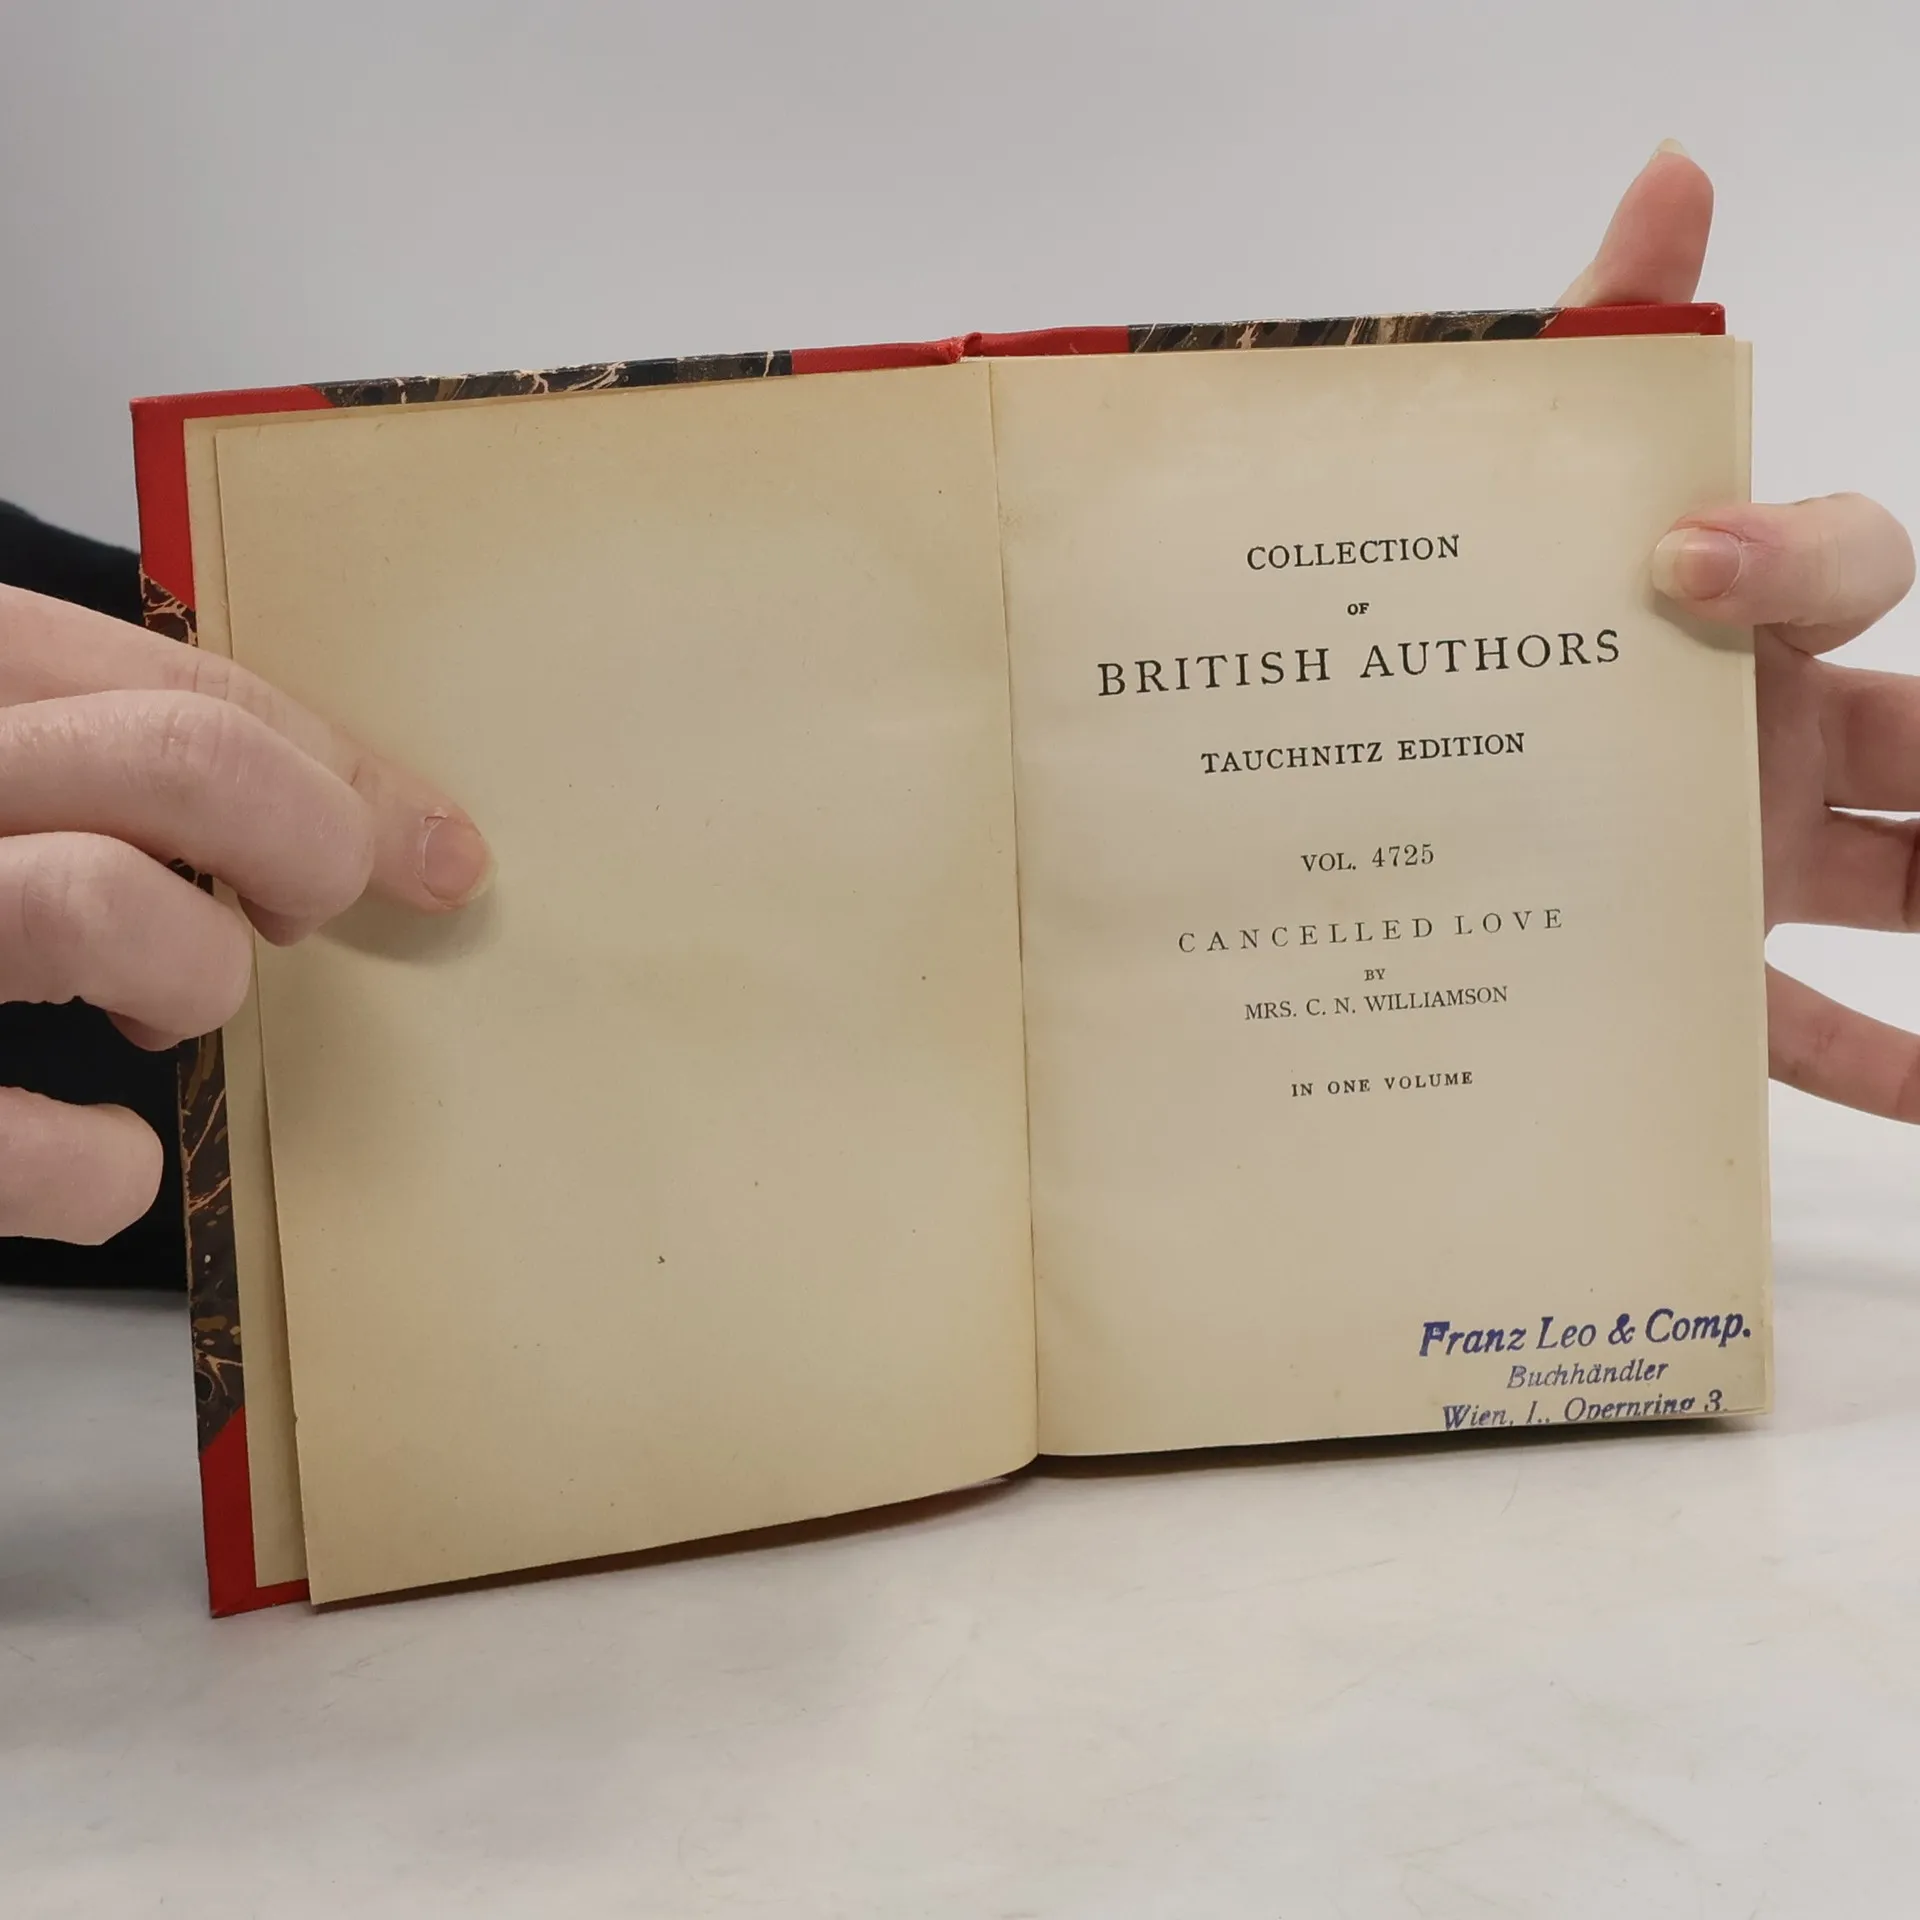 COLLECTION
OF
BRITISH AUTHORS
TAUCHNITZ EDITION
VOL. 4725
CANCELLED LOVE
BY
MRS. C. N. WILLIAMSON
IN ONE VOLUME
Franz Leo & Comp.
Buchhändler
Wien, I., Opernring 3.